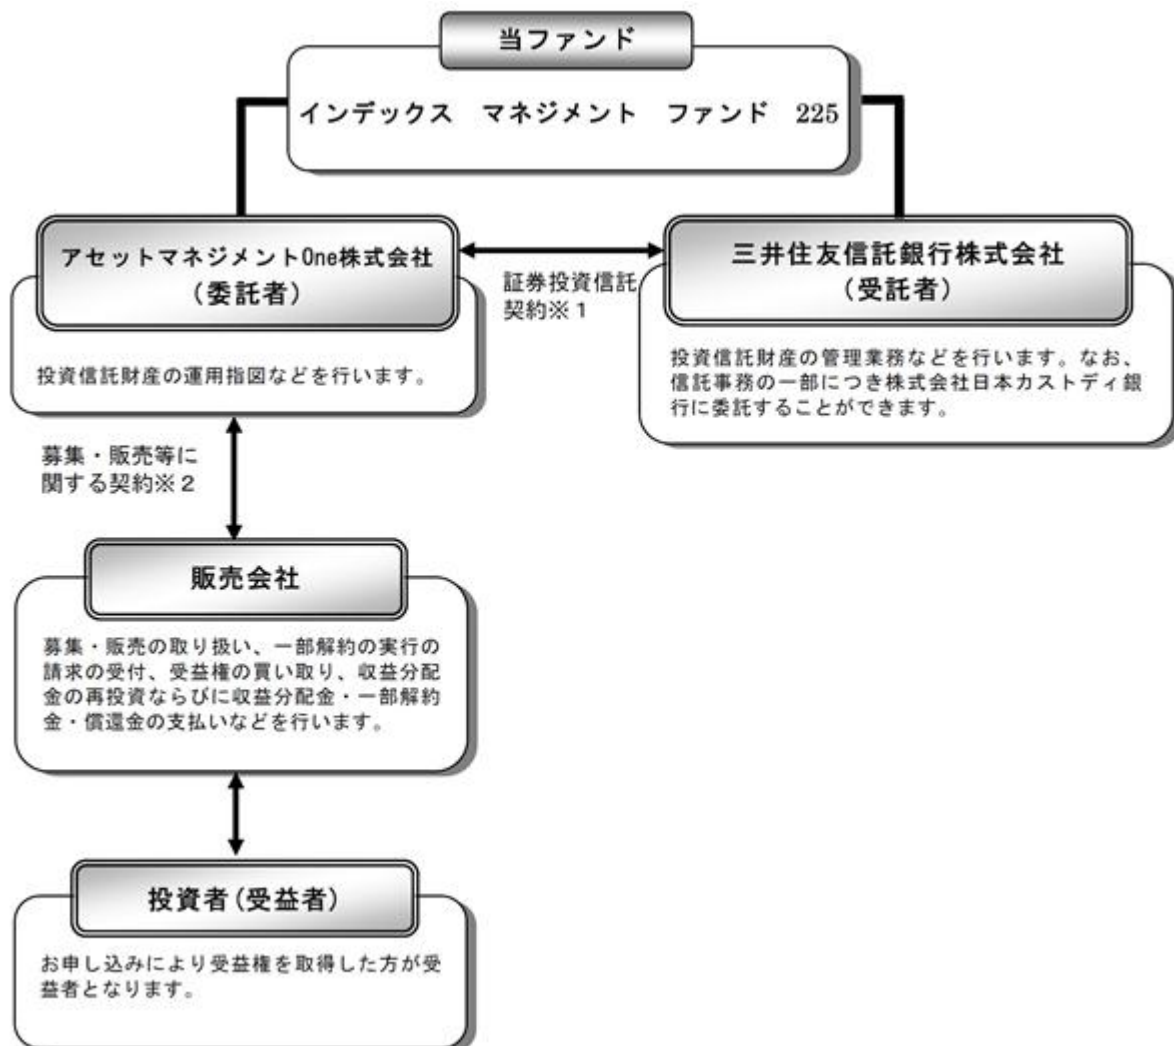 当ファンド
インデックス　マネジメント　ファンド　225
アセットマネジメントOne株式会社
（委託者）
投資信託財産の運用指図などを行います。
証券投資信託
契約※１
三井住友信託銀行株式会社
（受託者）
投資信託財産の管理業務などを行います。なお、
信託事務の一部につき株式会社日本カストディ銀
行に委託することができます。
募集・販売等に
関する契約※２
販売会社
募集・販売の取り扱い、一部解約の実行の
請求の受付、受益権の買い取り、収益分配
金の再投資ならびに収益分配金・一部解約
金・償還金の支払いなどを行います。
投資者(受益者)
お申し込みにより受益権を取得した方が受
益者となります。